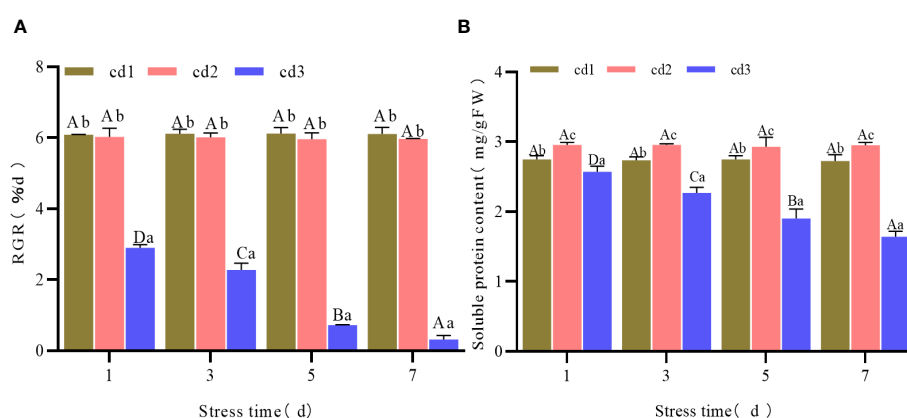 A
cd1 cd2 cd3
RGR( %/d)
8
6
4
2
0
Ab Ab Da
Ab Ab Ca
Ab Ab Ba
Ab Ab Aa
1 3 5 7
Stress time( d)
B
cd1 cd2 cd3
Soluble protein content( mg/gFW)
4
3
2
1
0
Ab Ac Da
Ab Ac Ca
Ab Ac Ba
Ab Ac Aa
1 3 5 7
Stress time( d)